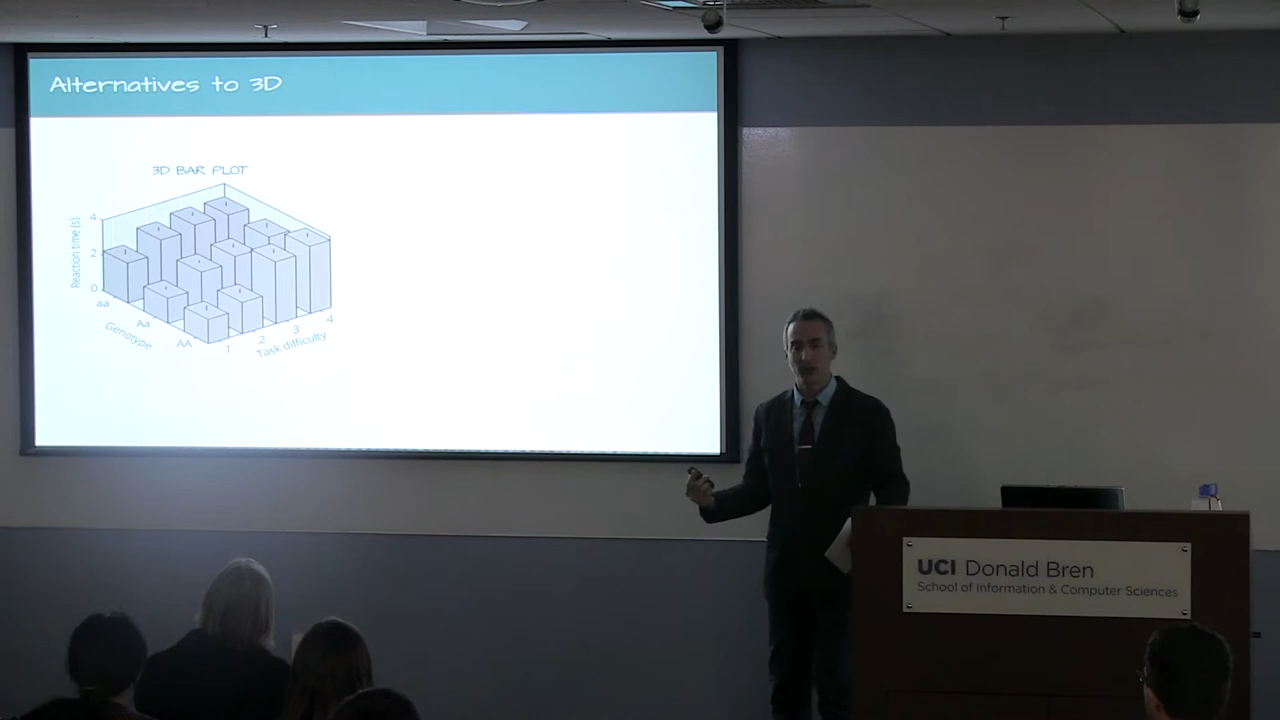 Alternatives to 3D
3D BAR PLOT
Reaction time (s)
4
2
0
aa
Aa
AA
Genotype
1
2
3
4
Task difficulty
UCI Donald Bren
School of Information & Computer Sciences